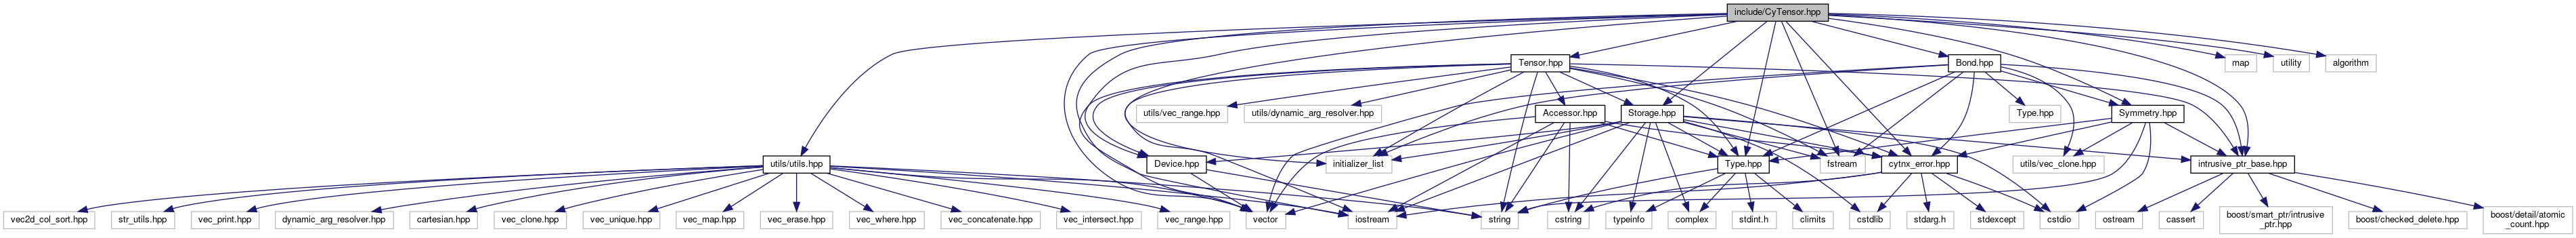 include/CyTensor.hpp
Tensor.hpp
Bond.hpp
map
utility
algorithm
utils/vec_range.hpp
utils/dynamic_arg_resolver.hpp
Accessor.hpp
Storage.hpp
Type.hpp
Symmetry.hpp
utils/utils.hpp
Device.hpp
initializer_list
Type.hpp
fstream
cytnx_error.hpp
utils/vec_clone.hpp
intrusive_ptr_base.hpp
vec2d_col_sort.hpp
str_utils.hpp
vec_print.hpp
dynamic_arg_resolver.hpp
cartesian.hpp
vec_clone.hpp
vec_unique.hpp
vec_map.hpp
vec_erase.hpp
vec_where.hpp
vec_concatenate.hpp
vec_intersect.hpp
vec_range.hpp
vector
iostream
string
cstring
typeinfo
complex
stdint.h
climits
cstdlib
stdarg.h
stdexcept
cstdio
ostream
cassert
boost/smart_ptr/intrusive
_ptr.hpp
boost/checked_delete.hpp
boost/detail/atomic
_count.hpp